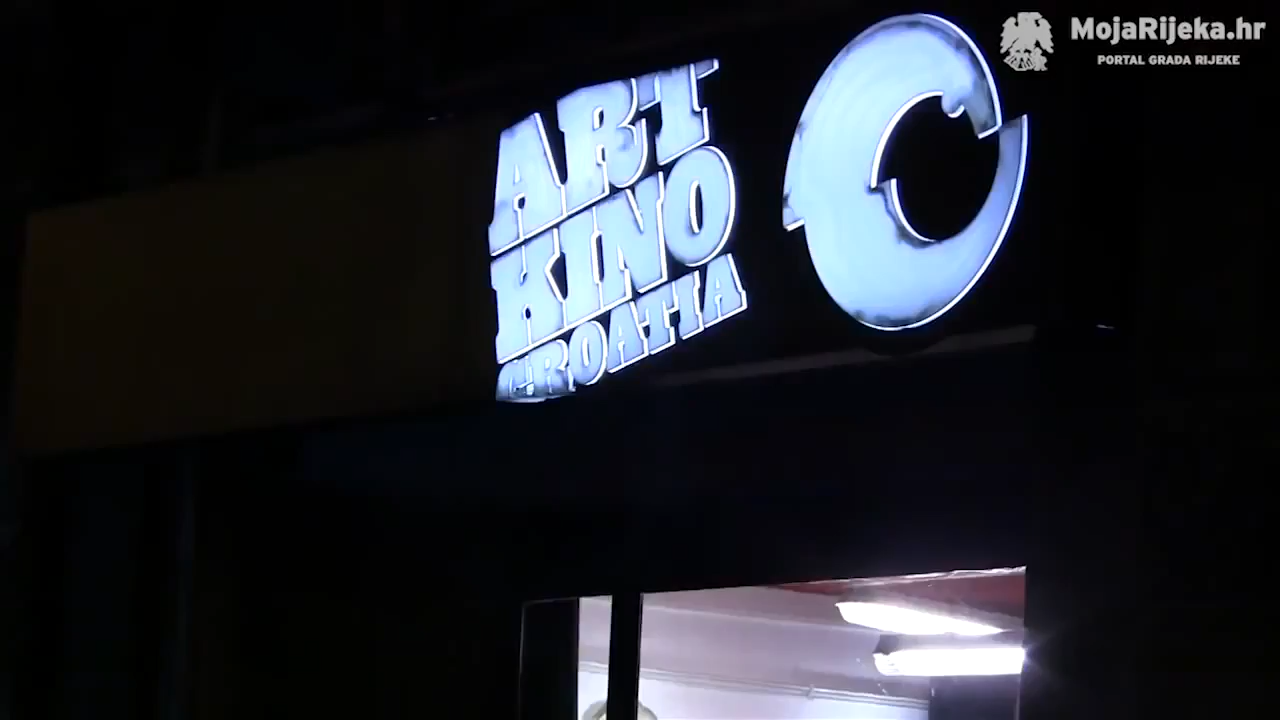 ART
KINO
CROATIA
MojaRijeka.hr
PORTAL GRADA RIJEKE